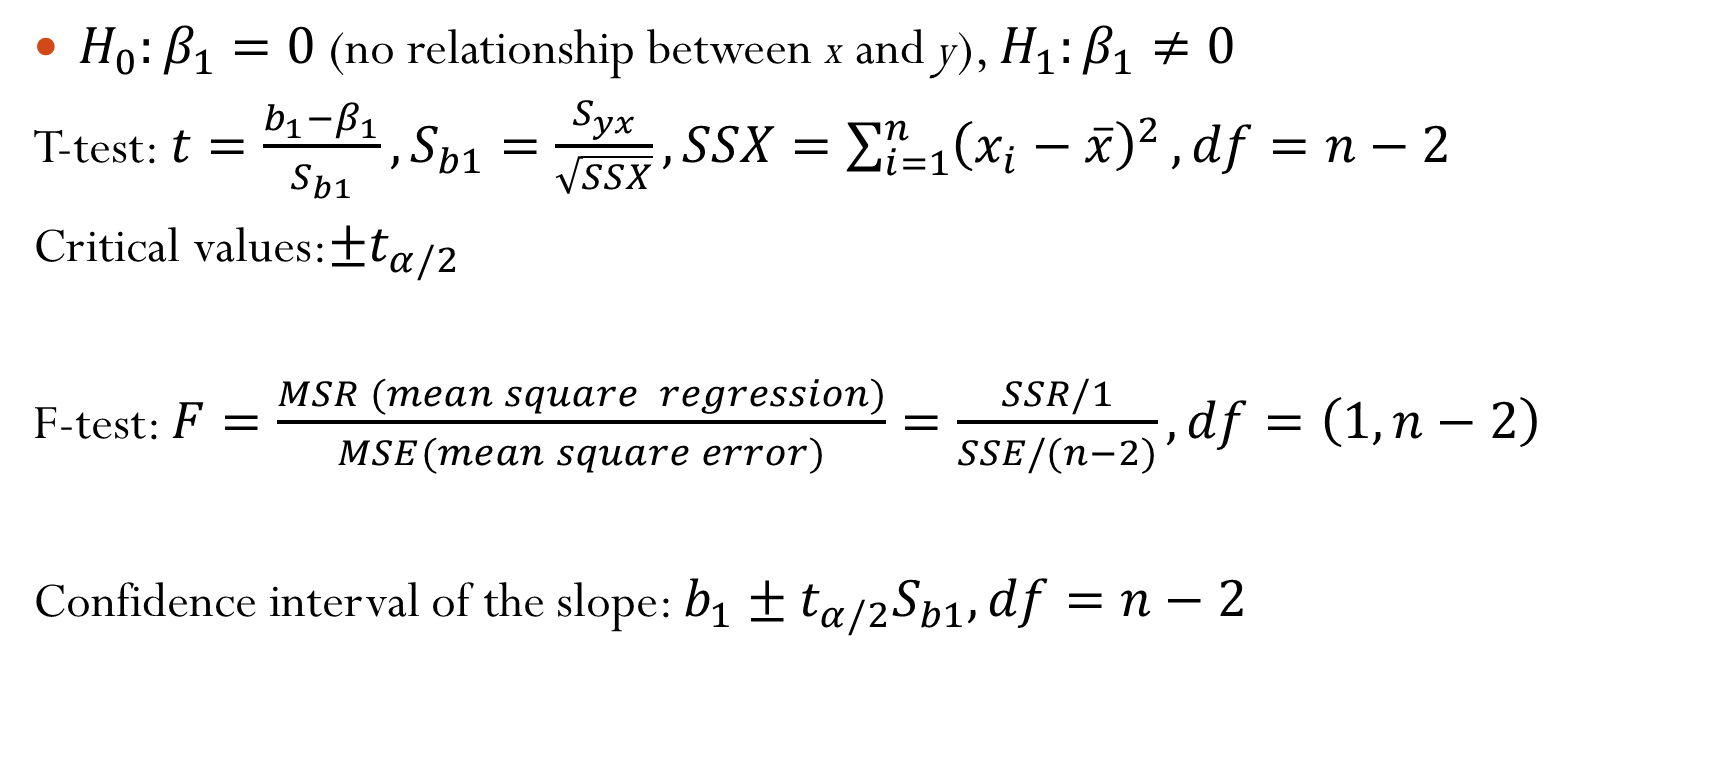 • H₀: β₁ = 0 (no relationship between x and y), H₁: β₁ ≠ 0
T-test: t = (b₁−β₁)/S_b1, S_b1 = S_yx/√SSX, SSX = ∑ⁿᵢ₌₁(xᵢ − x̄)², df = n − 2
Critical values: ±t_α/2
F-test: F = MSR (mean square regression)/MSE(mean square error) = (SSR/1)/(SSE/(n−2)), df = (1, n − 2)
Confidence interval of the slope: b₁ ± t_α/2 S_b1, df = n − 2